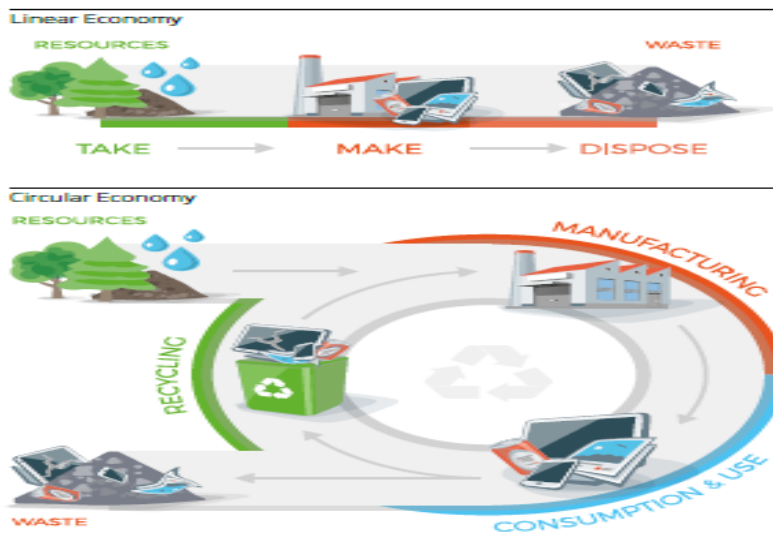 Linear Economy
RESOURCES
WASTE
TAKE
MAKE
DISPOSE
Circular Economy
RESOURCES
MANUFACTURING
RECYCLING
CONSUMPTION & USE
WASTE